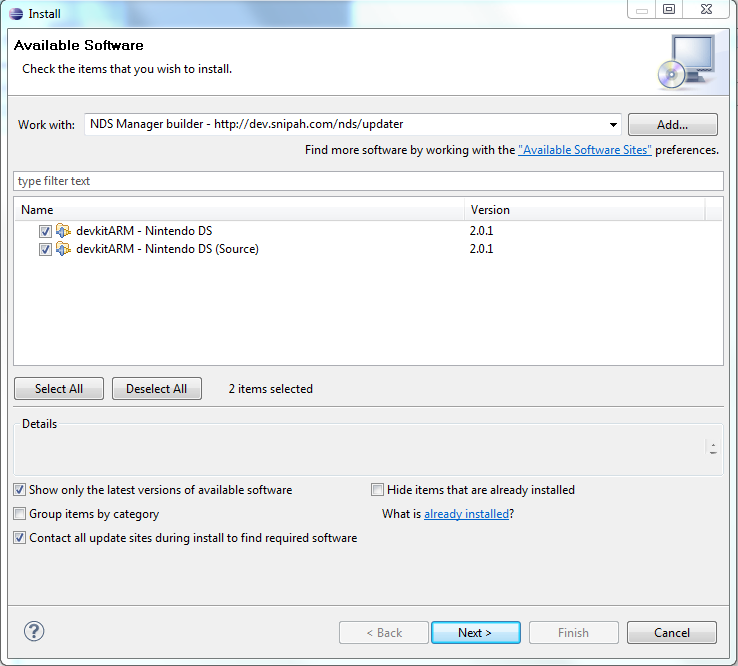 Install
Available Software
Check the items that you wish to install.
Work with: NDS Manager builder - http://dev.snipah.com/nds/updater Add...
Find more software by working with the "Available Software Sites" preferences.
type filter text
Name Version
devkitARM - Nintendo DS 2.0.1
devkitARM - Nintendo DS (Source) 2.0.1
Select All Deselect All 2 items selected
Details
Show only the latest versions of available software Hide items that are already installed
Group items by category What is already installed?
Contact all update sites during install to find required software
? < Back Next > Finish Cancel